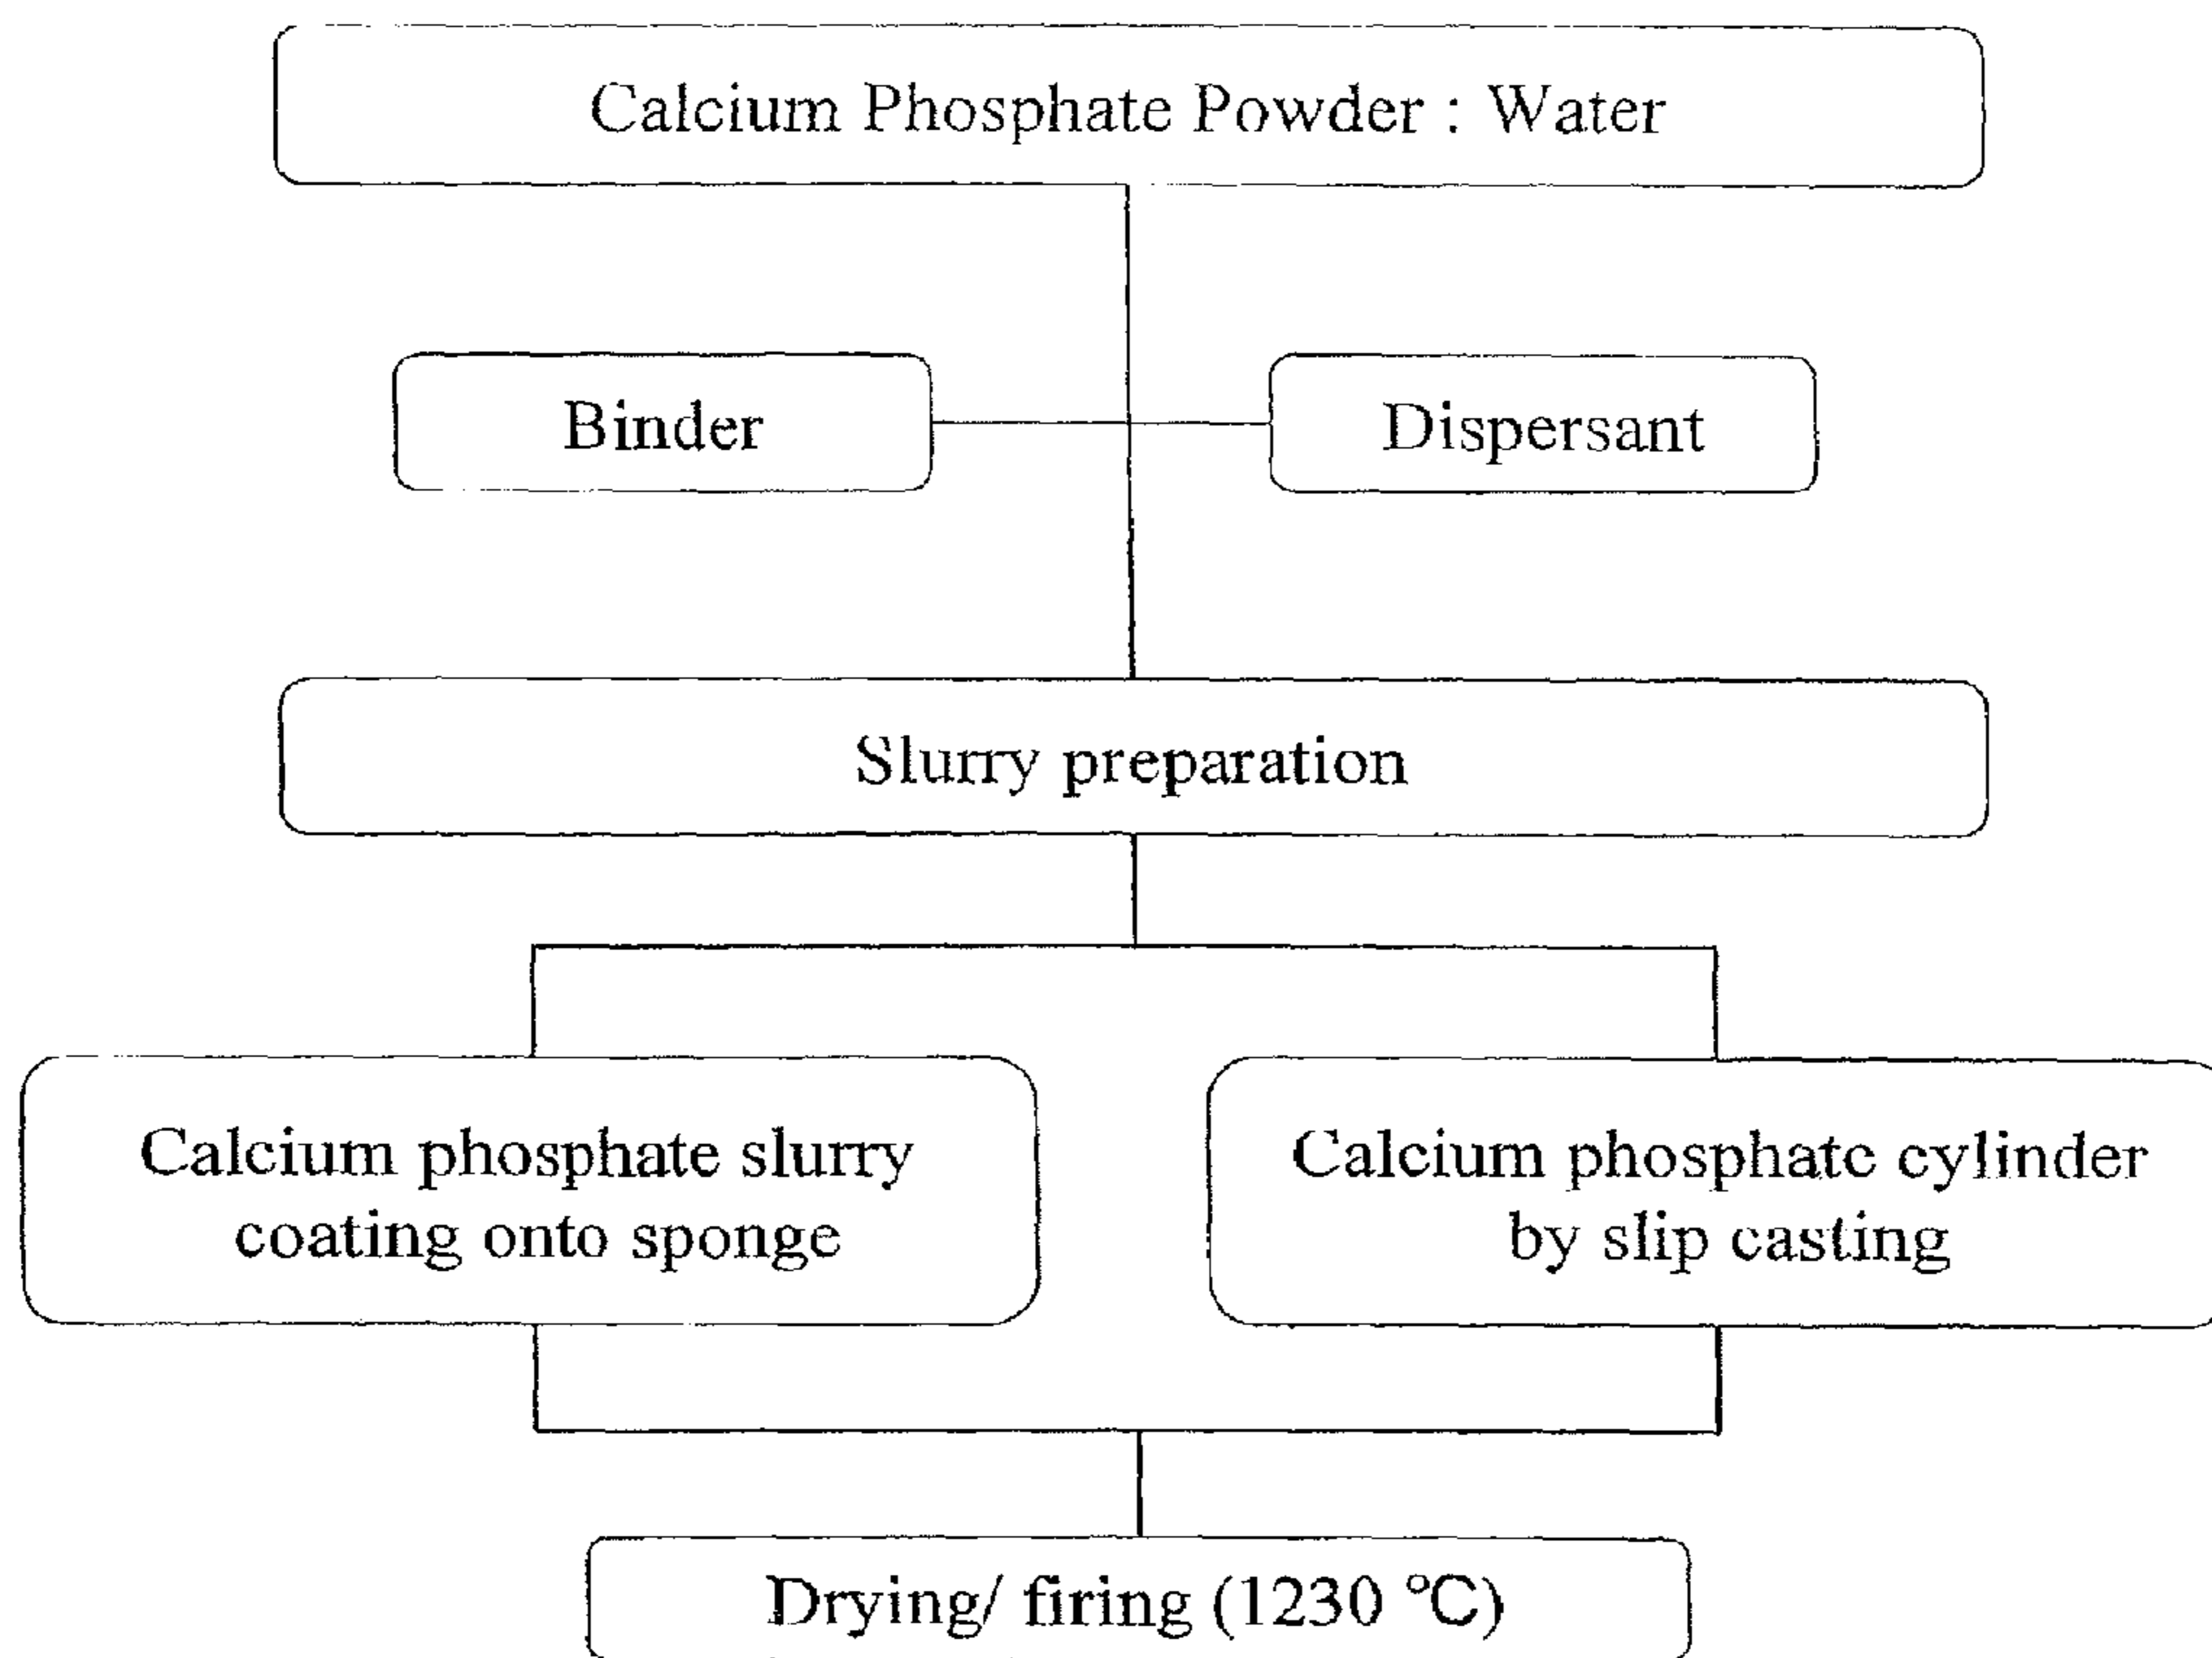 Calcium Phosphate Powder : Water
Binder
Dispersant
Slurry preparation
Calcium phosphate slurry
coating onto sponge
Calcium phosphate cylinder
by slip casting
Drying/ firing (1230 °C)